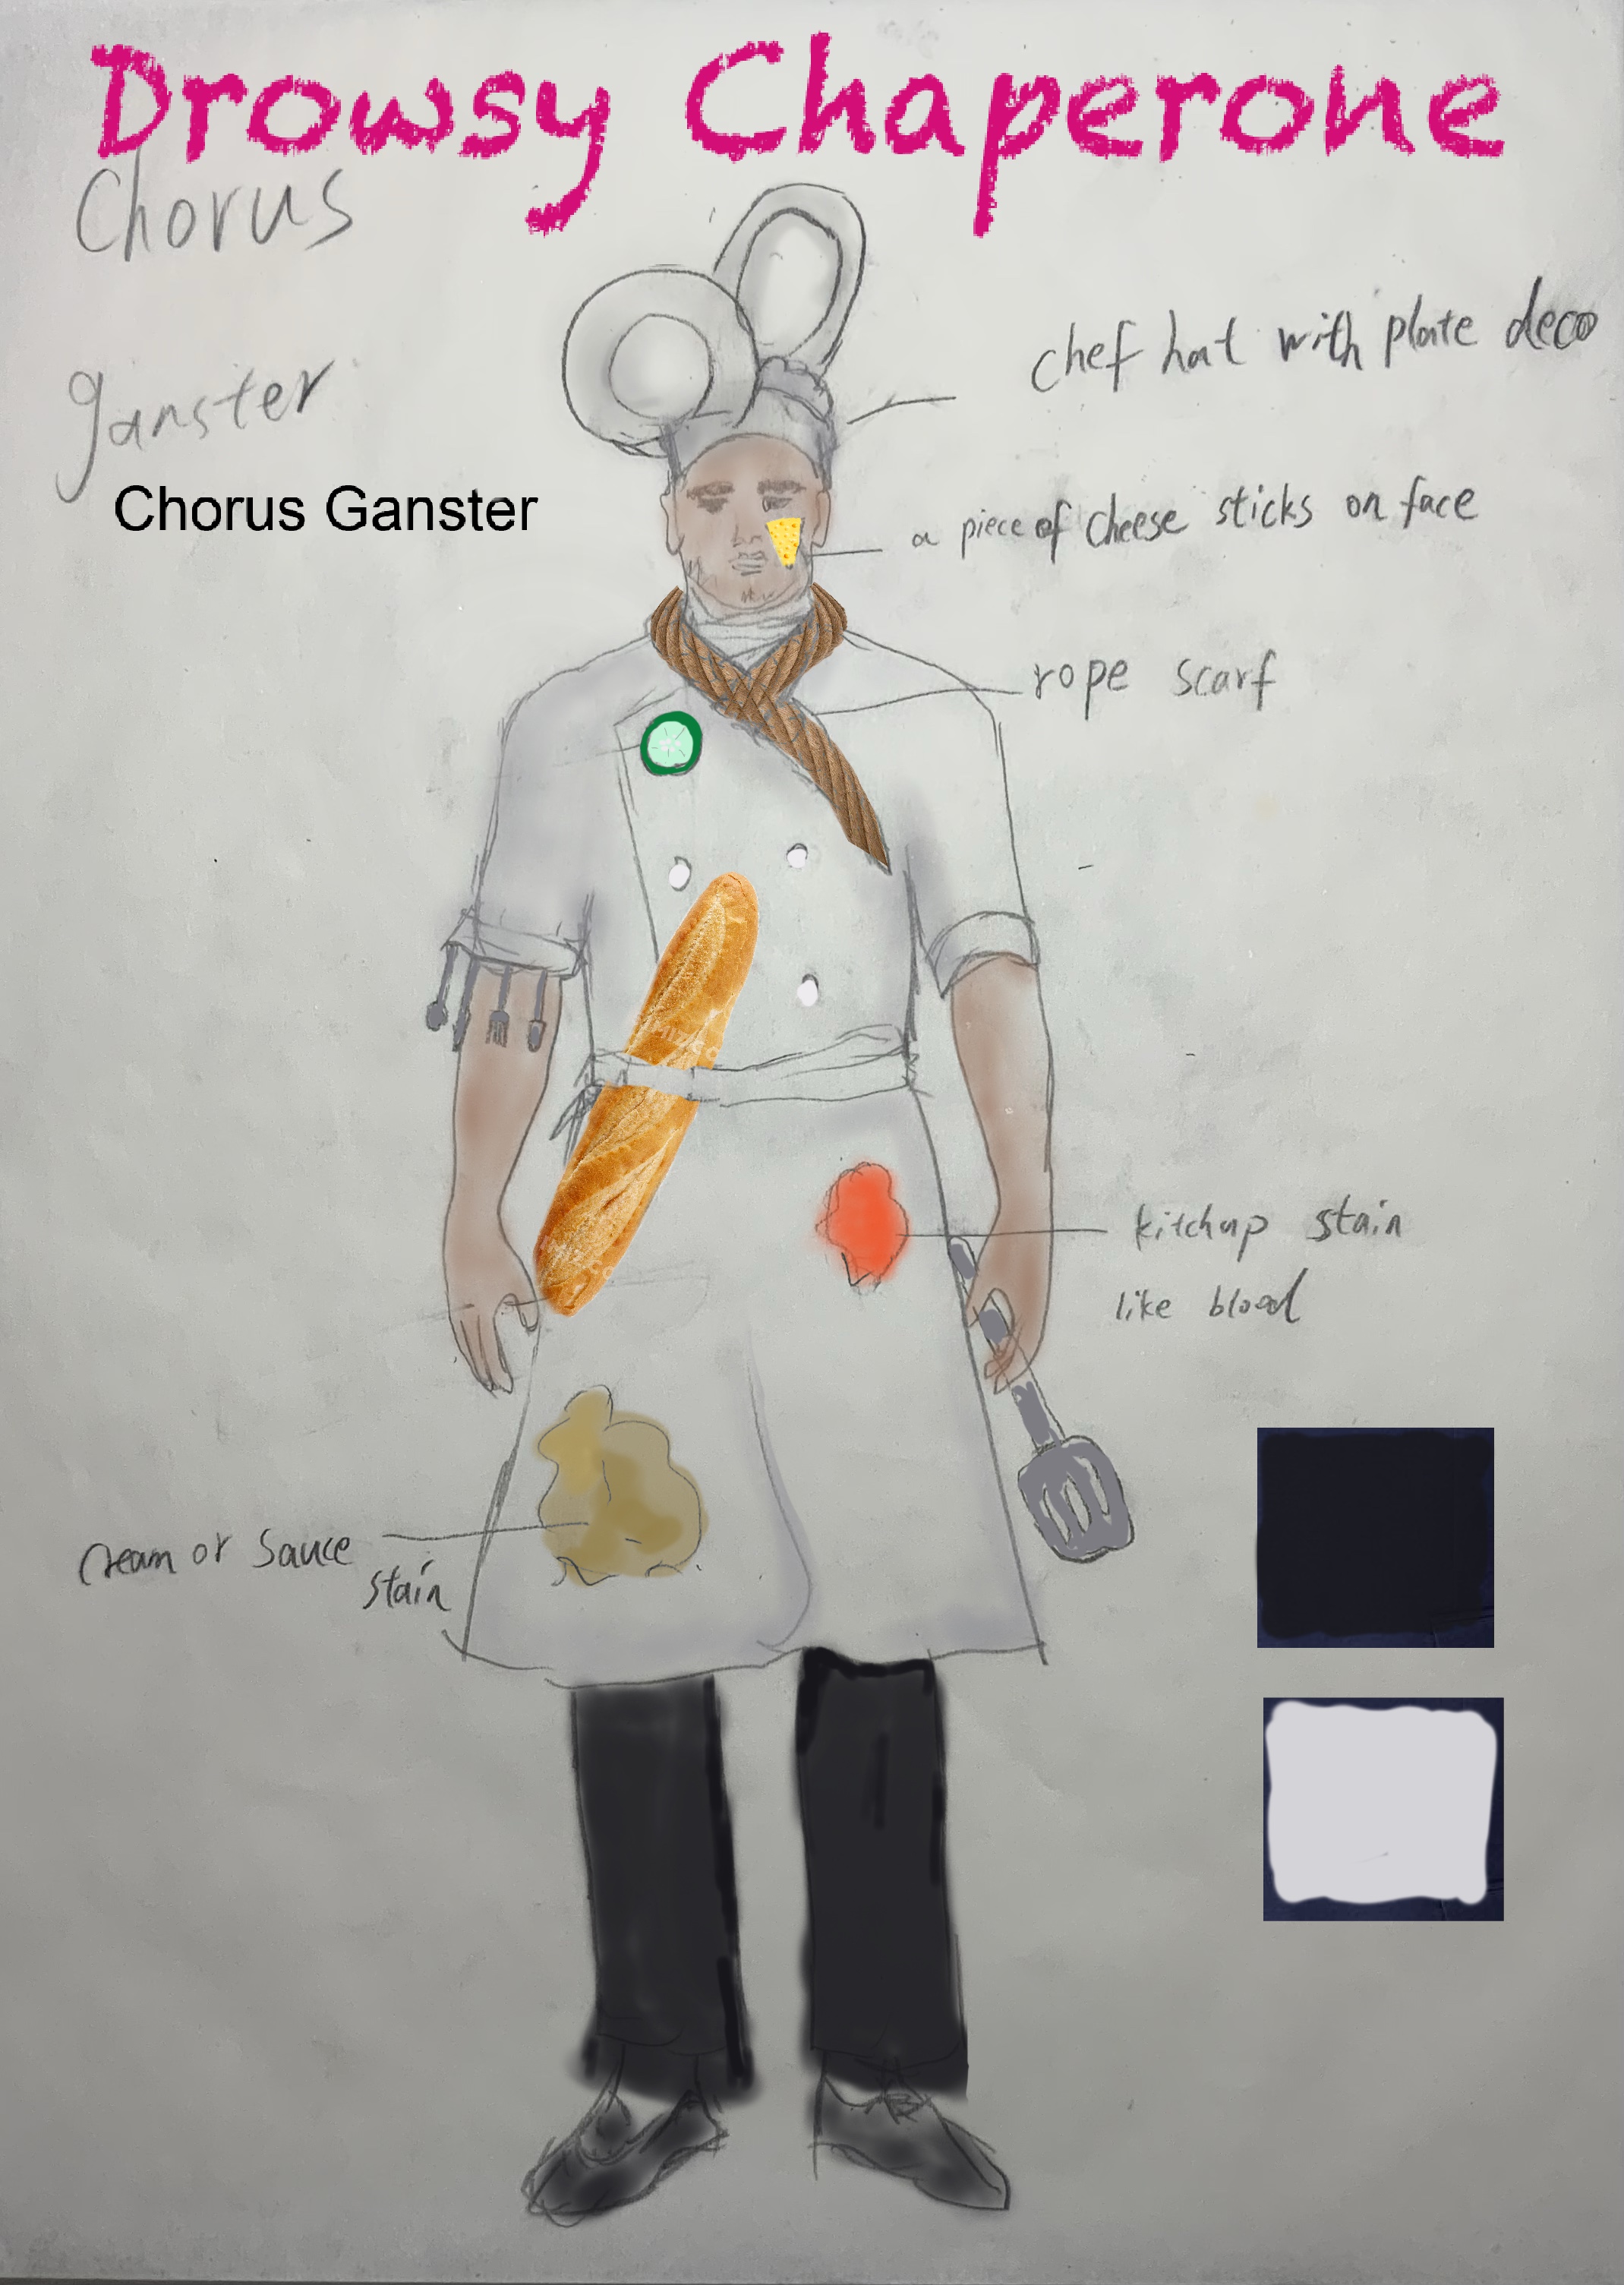 Drowsy Chaperone
Chorus
ganster
Chorus Ganster
chef hat with plate deco
a piece of cheese sticks on face
rope scarf
kitchup stain
like blood
cream or sauce
stain